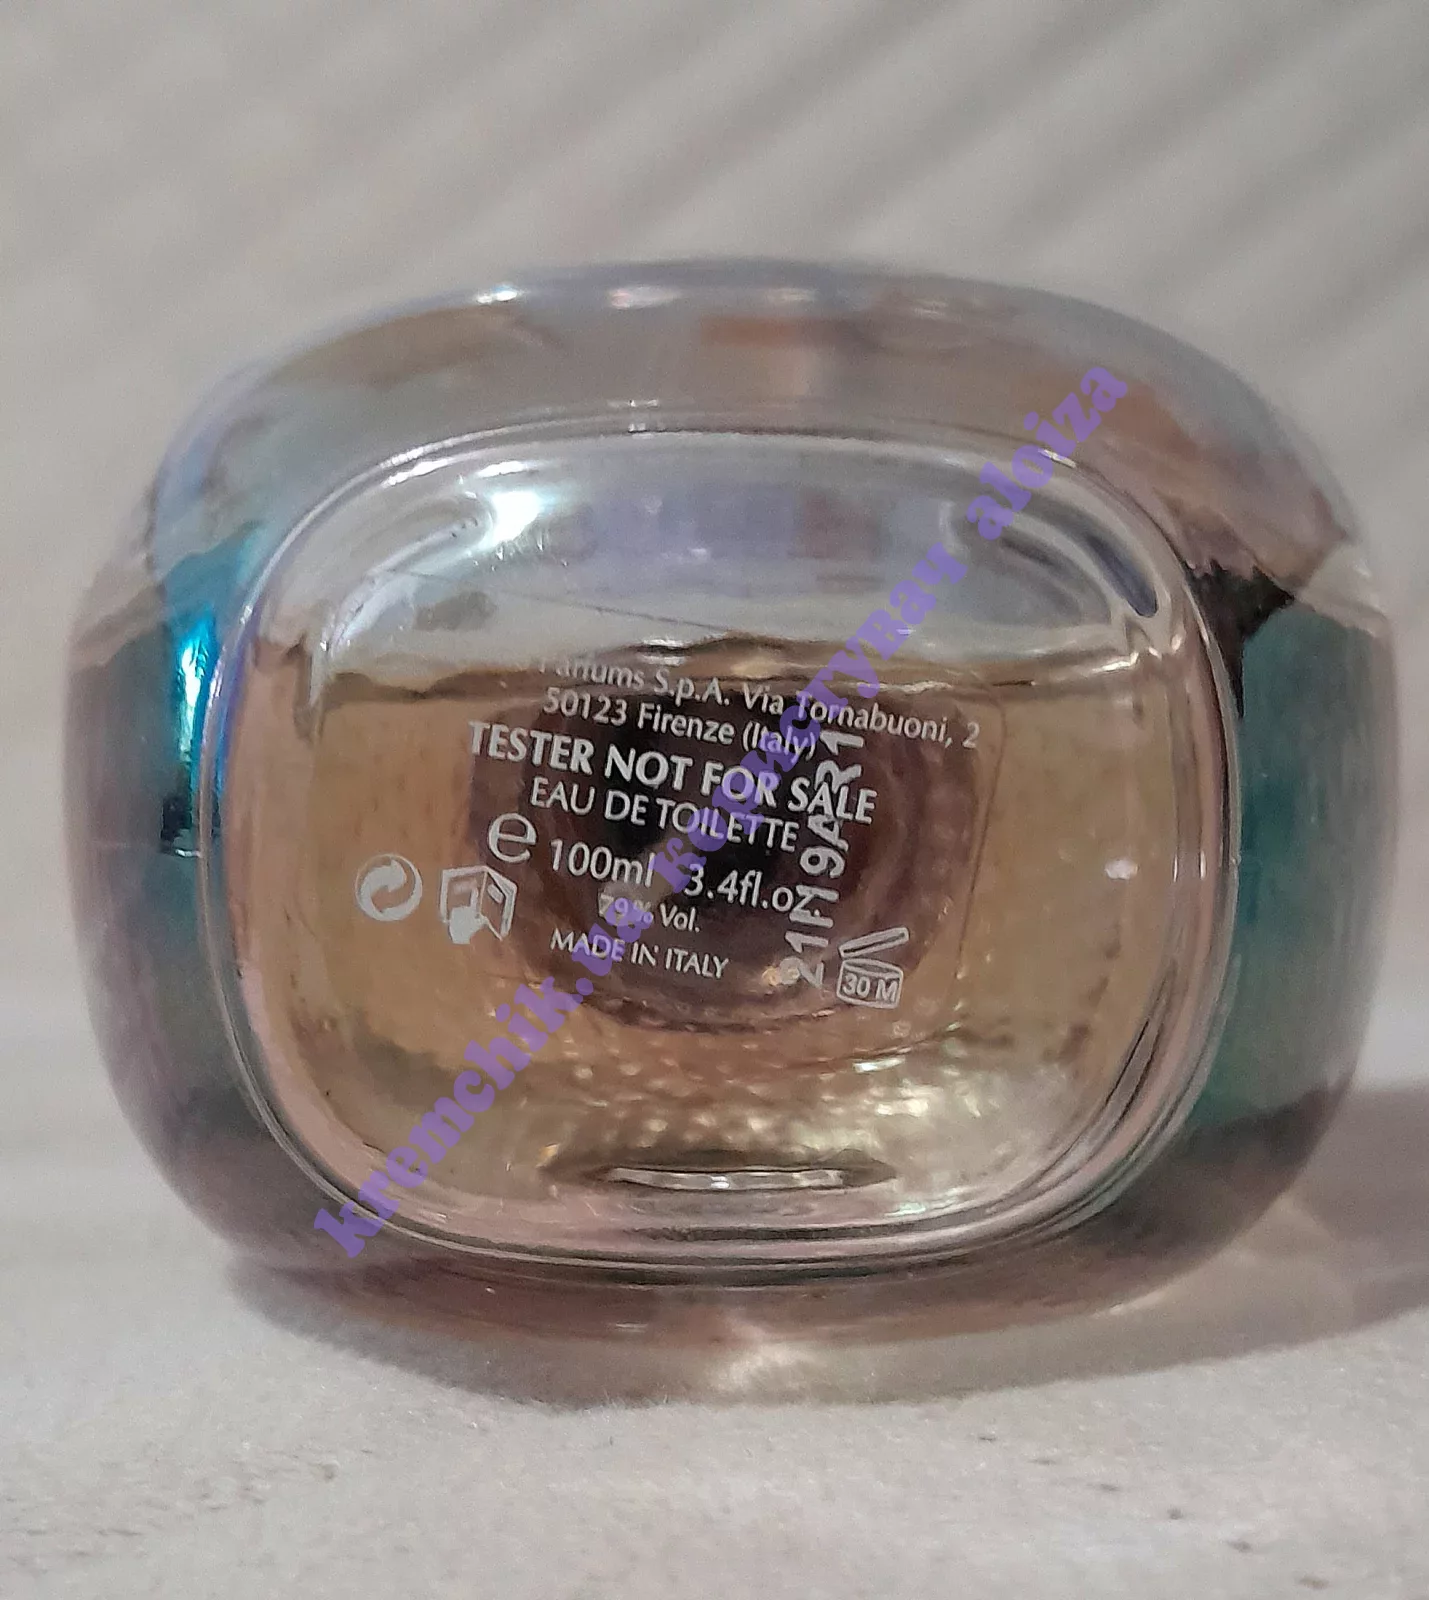 Parfums S.p.A. Via Tornabuoni, 2
50123 Firenze (Italy)
TESTER NOT FOR SALE
EAU DE TOILETTE
e 100ml 3.4fl.oz
79% Vol.
MADE IN ITALY
30 M
kremchik.ua користувач aloiza